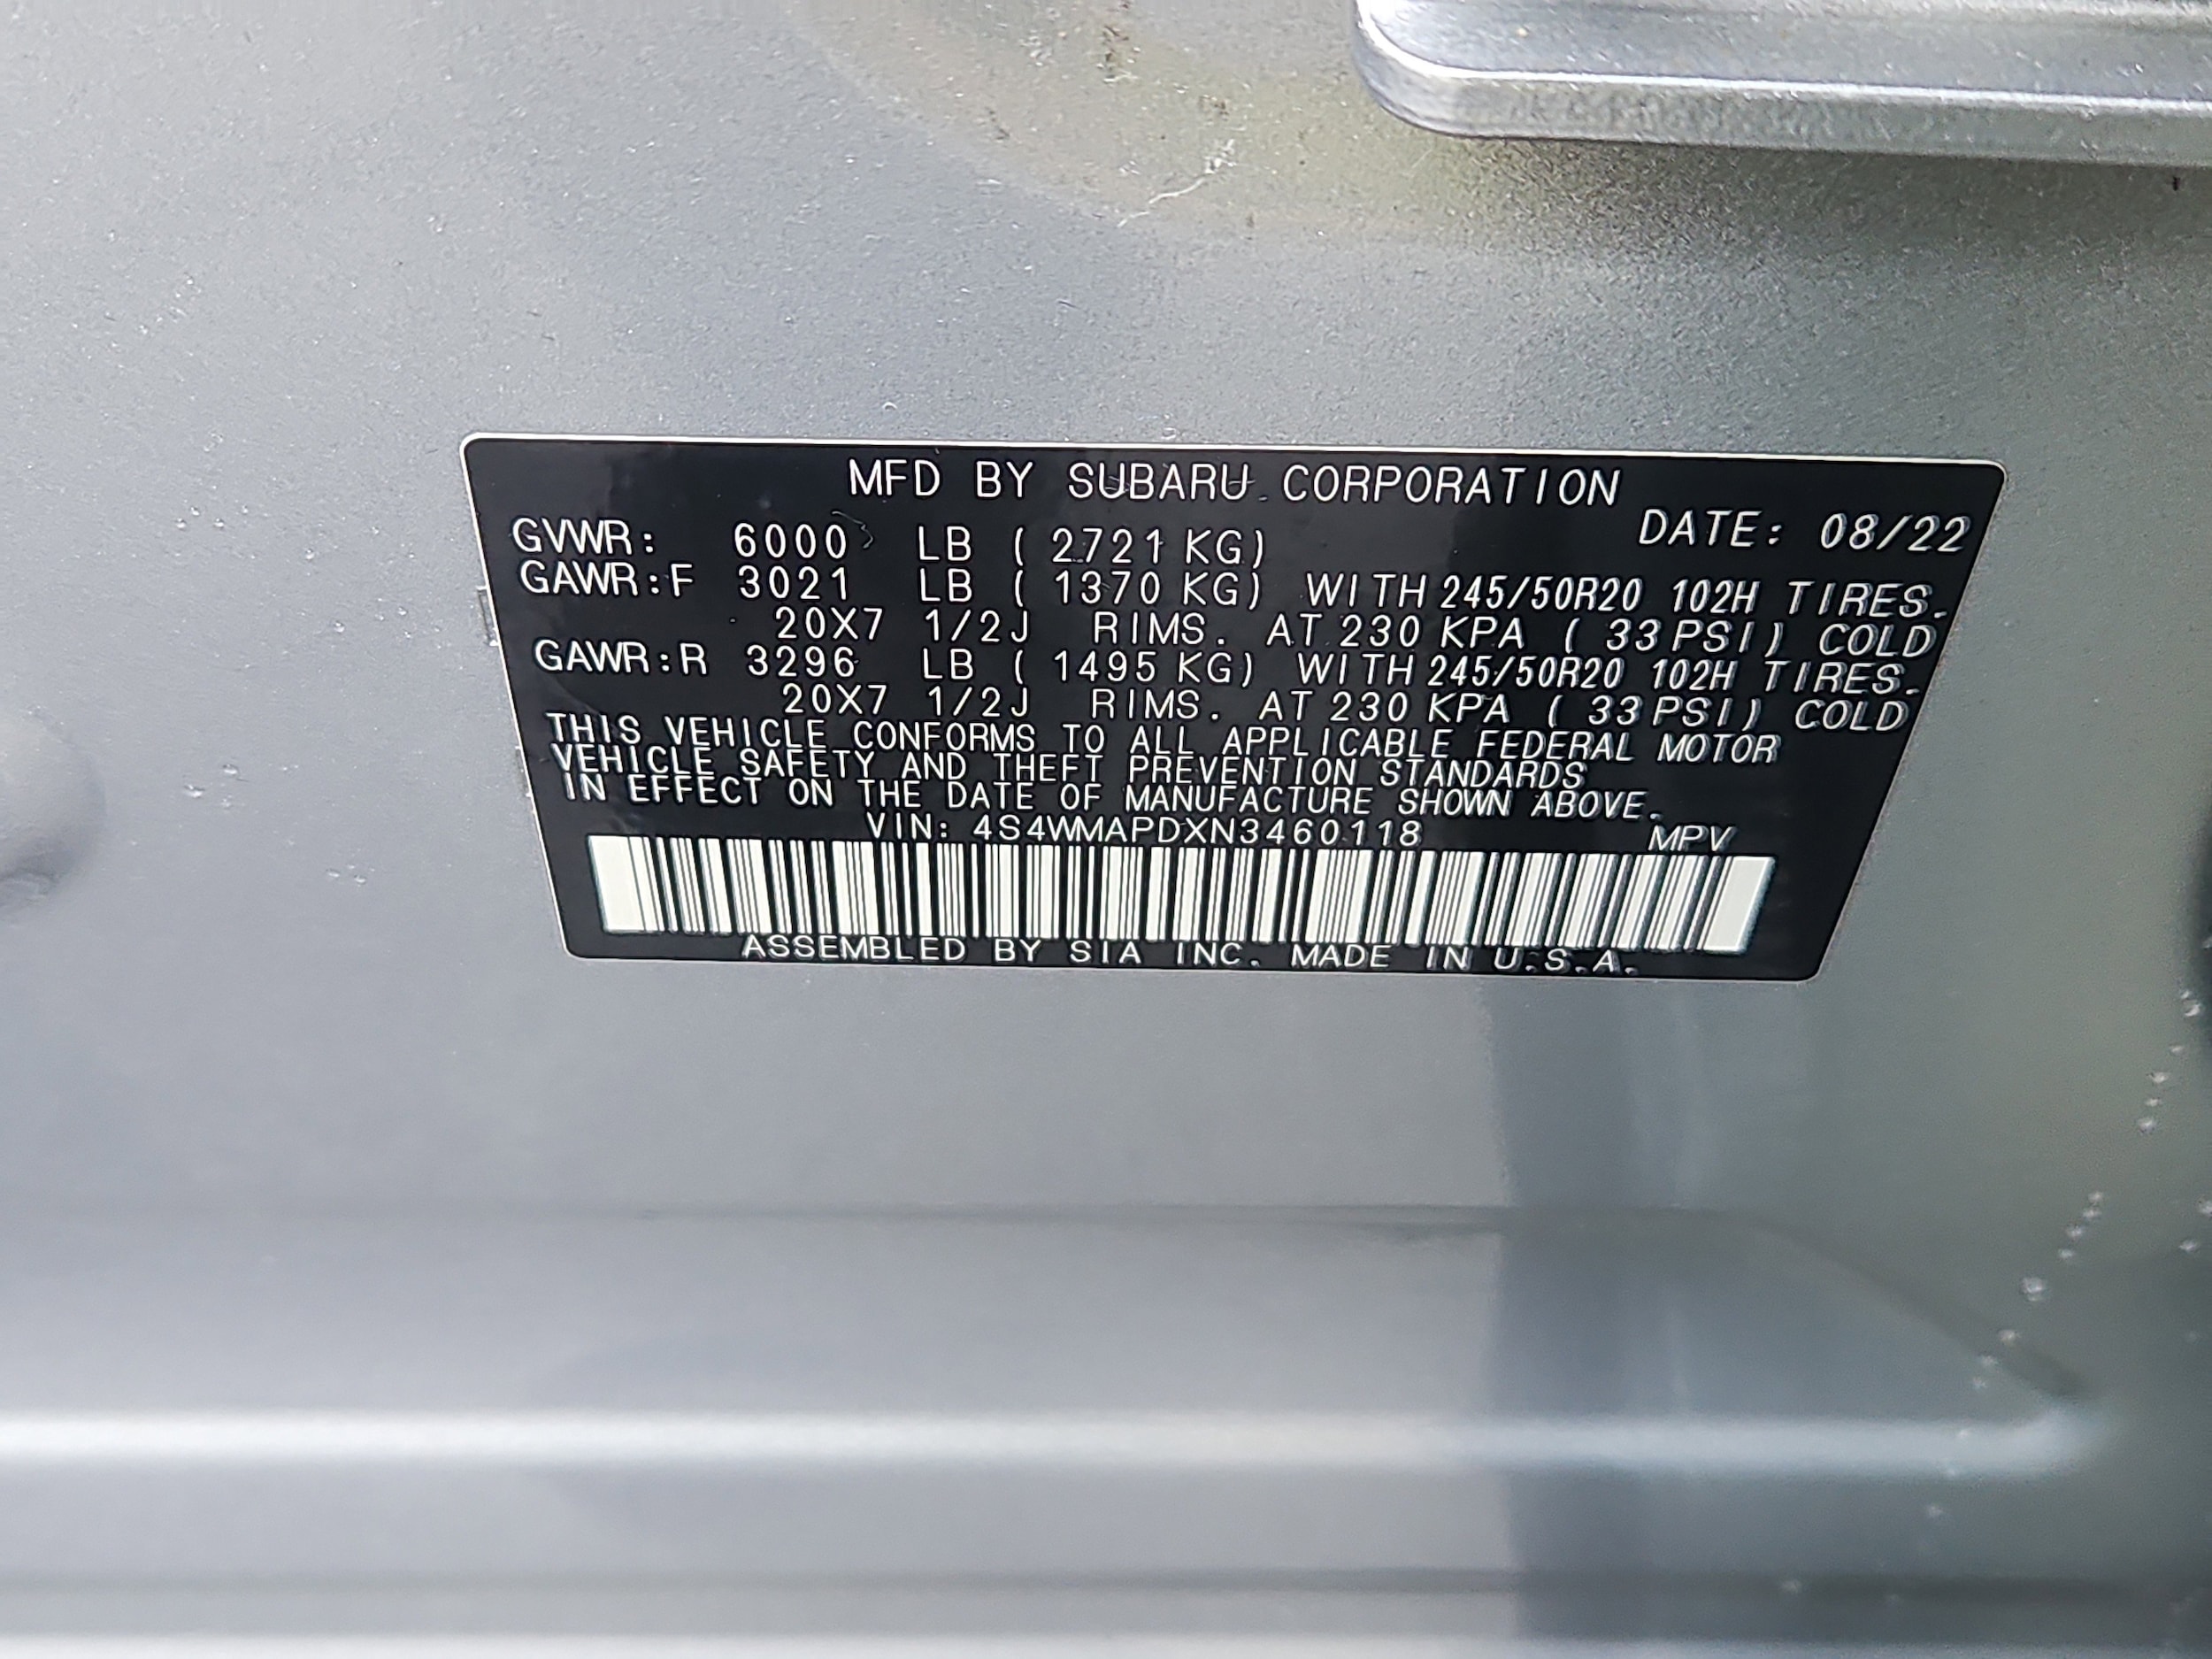 MFD BY SUBARU CORPORATION
DATE: 08/22
GVWR: 6000 LB ( 2721 KG)
GAWR:F 3021 LB ( 1370 KG) WITH 245/50R20 102H TIRES.
20X7 1/2J RIMS. AT 230 KPA ( 33 PSI) COLD
GAWR:R 3296 LB ( 1495 KG) WITH 245/50R20 102H TIRES.
20X7 1/2J RIMS. AT 230 KPA ( 33 PSI) COLD
THIS VEHICLE CONFORMS TO ALL APPLICABLE FEDERAL MOTOR
VEHICLE SAFETY AND THEFT PREVENTION STANDARDS
IN EFFECT ON THE DATE OF MANUFACTURE SHOWN ABOVE.
VIN: 4S4WMAPDXN3460118 MPV
ASSEMBLED BY SIA INC. MADE IN U.S.A.